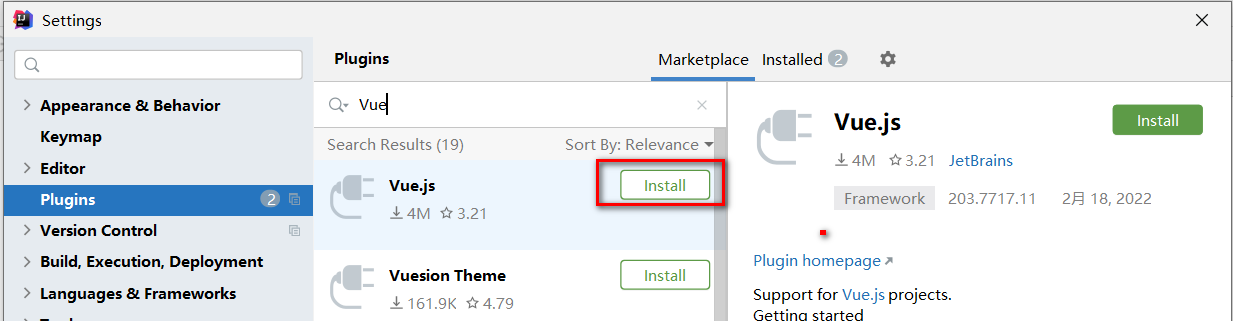 Settings
Plugins
Marketplace
Installed 2
Appearance & Behavior
Keymap
Editor
Plugins 2
Version Control
Build, Execution, Deployment
Languages & Frameworks
Vue
Search Results (19)
Sort By: Relevance
Vue.js
Install
4M 3.21
Vuesion Theme
Install
161.9K 4.79
Vue.js
Install
4M 3.21 JetBrains
Framework 203.7717.11 2月 18, 2022
Plugin homepage
Support for Vue.js projects.
Getting started